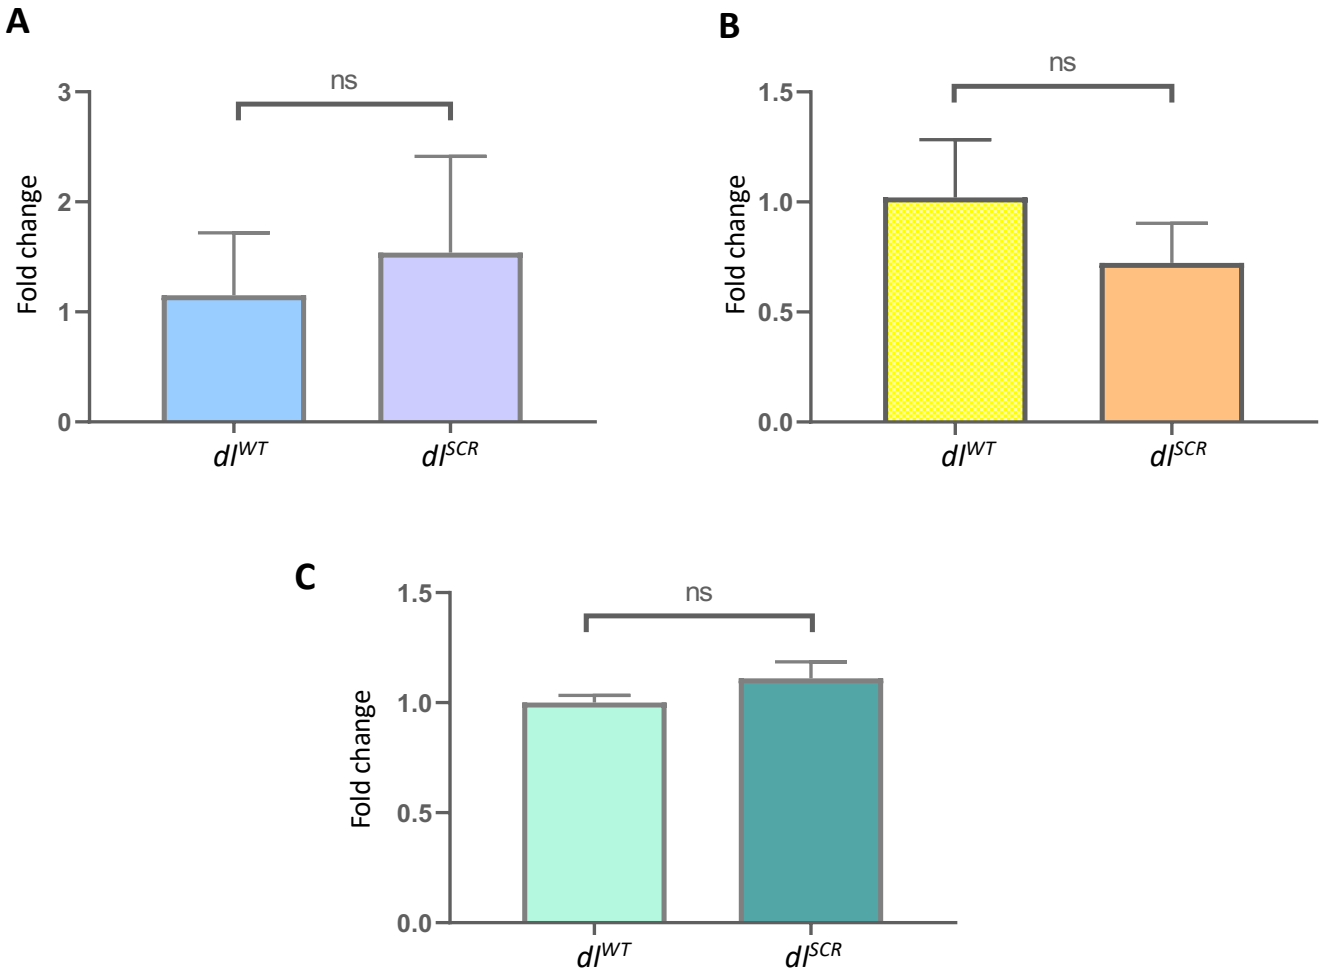 A
ns
3
2
1
0
Fold change
dl^WT
dl^SCR
B
ns
1.5
1.0
0.5
0.0
Fold change
dl^WT
dl^SCR
C
ns
1.5
1.0
0.5
0.0
Fold change
dl^WT
dl^SCR